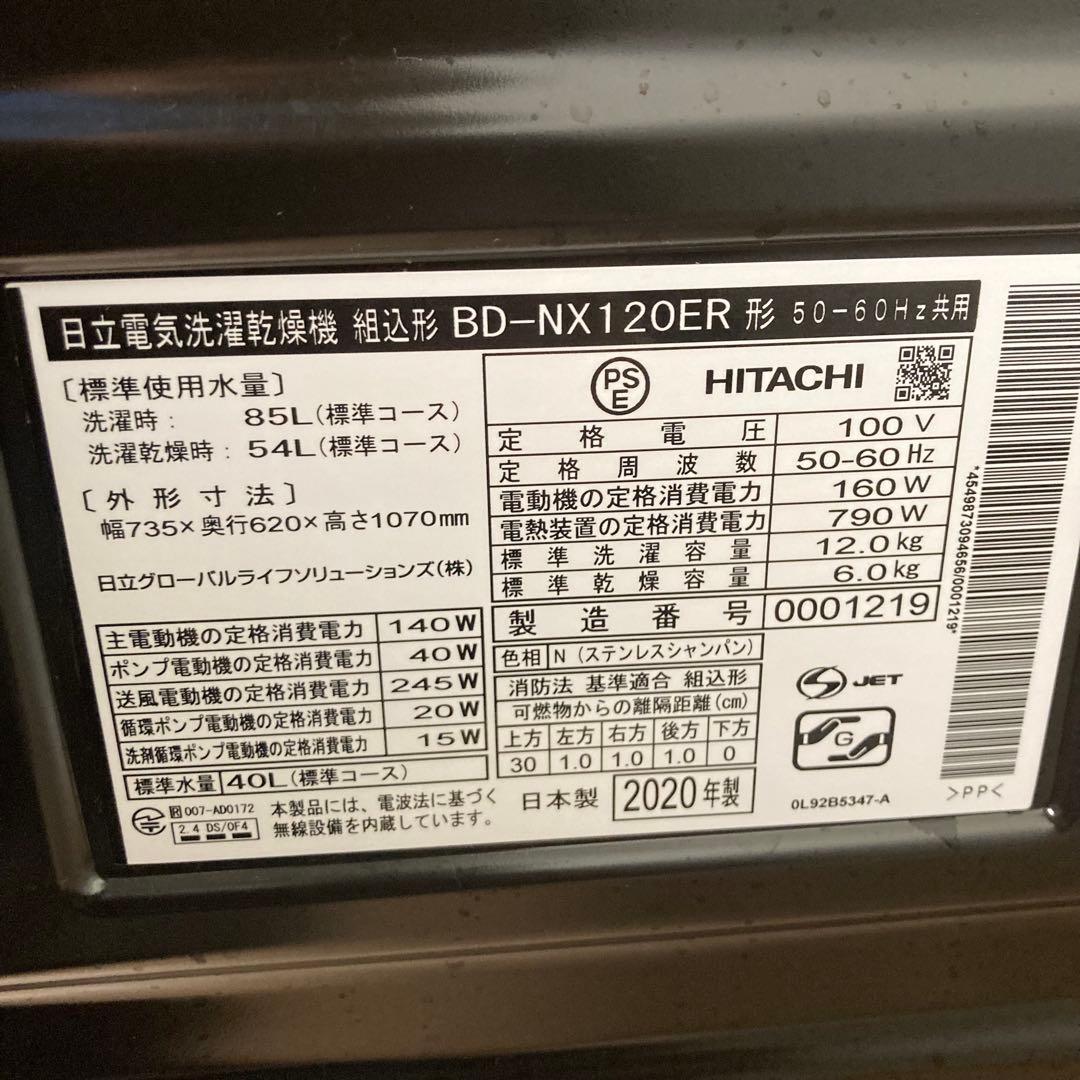 日立電気洗濯乾燥機 組込形 BD-NX120ER 形 50-60Hz共用
〔標準使用水量〕
洗濯時： 85L(標準コース)
洗濯乾燥時： 54L(標準コース)
〔外形寸法〕
幅735×奥行620×高さ1070mm
日立グローバルライフソリューションズ(株)
主電動機の定格消費電力 140W
ポンプ電動機の定格消費電力 40W
送風電動機の定格消費電力 245W
循環ポンプ電動機の定格消費電力 20W
洗剤循環ポンプ電動機の定格消費電力 15W
標準水量 40L(標準コース)
R 007-AD0172
2.4 DS/OF4
本製品には、電波法に基づく
無線設備を内蔵しています。
PS
E
HITACHI
定格電圧 100 V
定格周波数 50-60 Hz
電動機の定格消費電力 160 W
電熱装置の定格消費電力 790 W
標準洗濯容量 12.0 kg
標準乾燥容量 6.0 kg
製造番号 0001219
色相 N (ステンレスシャンパン)
消防法 基準適合 組込形
可燃物からの離隔距離(cm)
上方 左方 右方 後方 下方
30 1.0 1.0 1.0 0
日本製 2020年製
JET
G
0L92B5347-A
>PP<
*4549873094656/0001219*